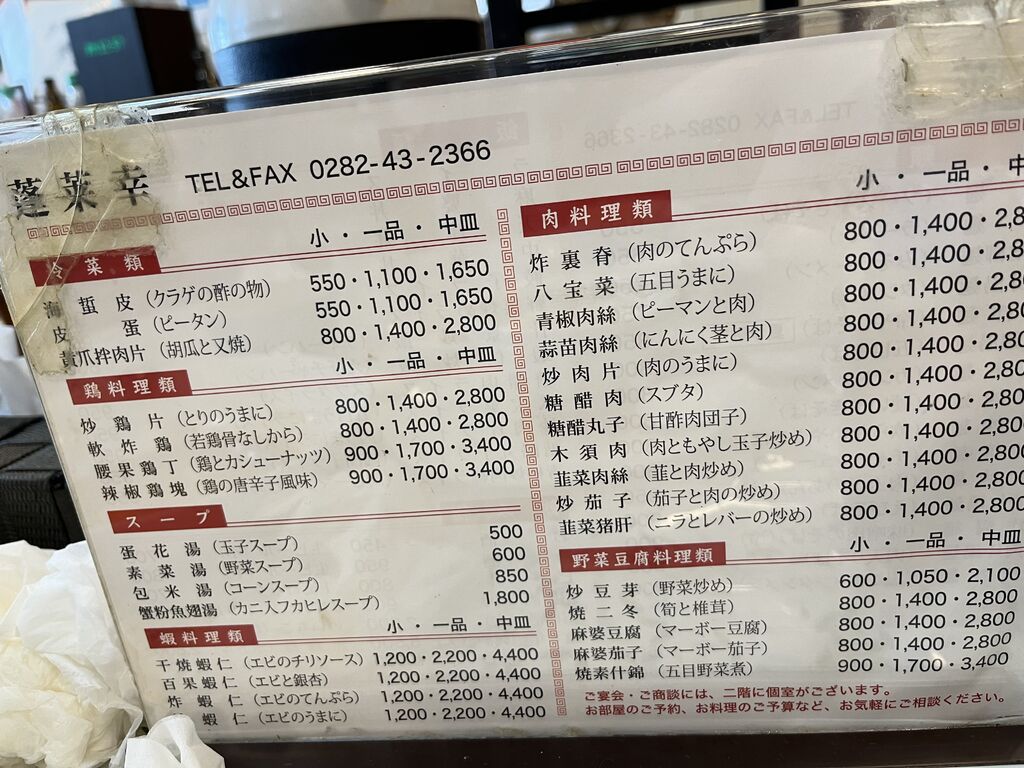 蓬莱幸 TEL&FAX 0282-43-2366
小・一品・中皿
冷菜類
海蜇皮（クラゲの酢の物） 550・1,100・1,650
皮蛋（ピータン） 550・1,100・1,650
黄瓜拌肉片（胡瓜と叉焼） 800・1,400・2,800
小・一品・中皿
鶏料理類
炒鶏片（とりのうまに） 800・1,400・2,800
軟炸鶏（若鶏骨なしから） 800・1,400・2,800
腰果鶏丁（鶏とカシューナッツ） 900・1,700・3,400
辣椒鶏塊（鶏の唐辛子風味） 900・1,700・3,400
スープ
蛋花湯（玉子スープ） 500
素菜湯（野菜スープ） 600
包米湯（コーンスープ） 850
蟹粉魚翅湯（カニ入フカヒレスープ） 1,800
小・一品・中皿
蝦料理類
干焼蝦仁（エビのチリソース） 1,200・2,200・4,400
百果蝦仁（エビと銀杏） 1,200・2,200・4,400
炸蝦仁（エビのてんぷら） 1,200・2,200・4,400
蝦仁（エビのうまに） 1,200・2,200・4,400
小・一品・中
肉料理類
炸裏脊（肉のてんぷら） 800・1,400・2,8
八宝菜（五目うまに） 800・1,400・2,8
青椒肉絲（ピーマンと肉） 800・1,400・2,8
蒜苗肉絲（にんにく茎と肉） 800・1,400・2,80
炒肉片（肉のうまに） 800・1,400・2,80
糖醋肉（スブタ） 800・1,400・2,80
糖醋丸子（甘酢肉団子） 800・1,400・2,80
木須肉（肉ともやし玉子炒め） 800・1,400・2,800
韮菜肉絲（韮と肉炒め） 800・1,400・2,800
炒茄子（茄子と肉の炒め） 800・1,400・2,800
韮菜猪肝（ニラとレバーの炒め） 800・1,400・2,800
小・一品・中皿
野菜豆腐料理類
炒豆芽（野菜炒め） 600・1,050・2,100
焼二冬（筍と椎茸） 800・1,400・2,800
麻婆豆腐（マーボー豆腐） 800・1,400・2,800
麻婆茄子（マーボー茄子） 800・1,400・2,800
焼素什錦（五目野菜煮） 900・1,700・3,400
ご宴会・ご商談には、二階に個室がございます。
お部屋のご予約、お料理のご予算など、お気軽にご相談ください。